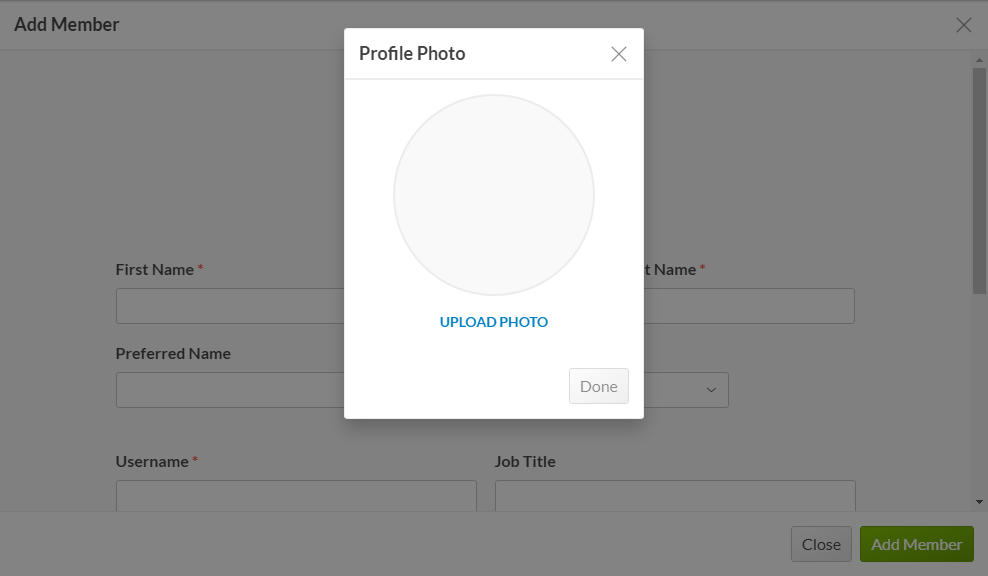 Add Member
Profile Photo
UPLOAD PHOTO
Done
First Name *
t Name *
Preferred Name
Username *
Job Title
Close
Add Member